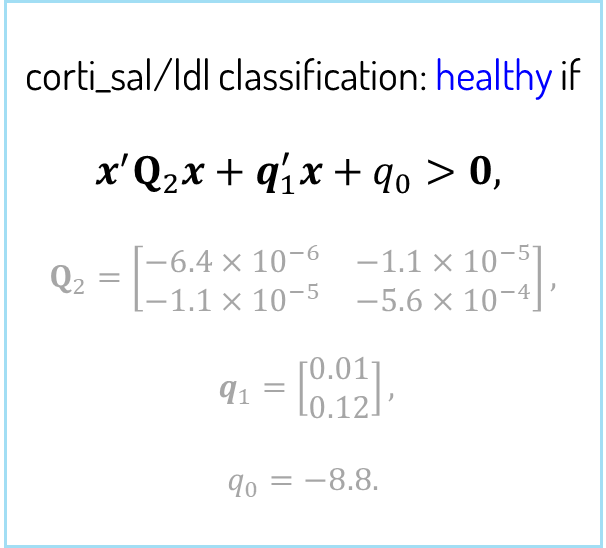 corti_sal/ldl classification: healthy if
x′Q₂x + q₁′x + q₀ > 0,
Q₂ = [−6.4 × 10⁻⁶ −1.1 × 10⁻⁵
−1.1 × 10⁻⁵ −5.6 × 10⁻⁴],
q₁ = [0.01
0.12],
q₀ = −8.8.